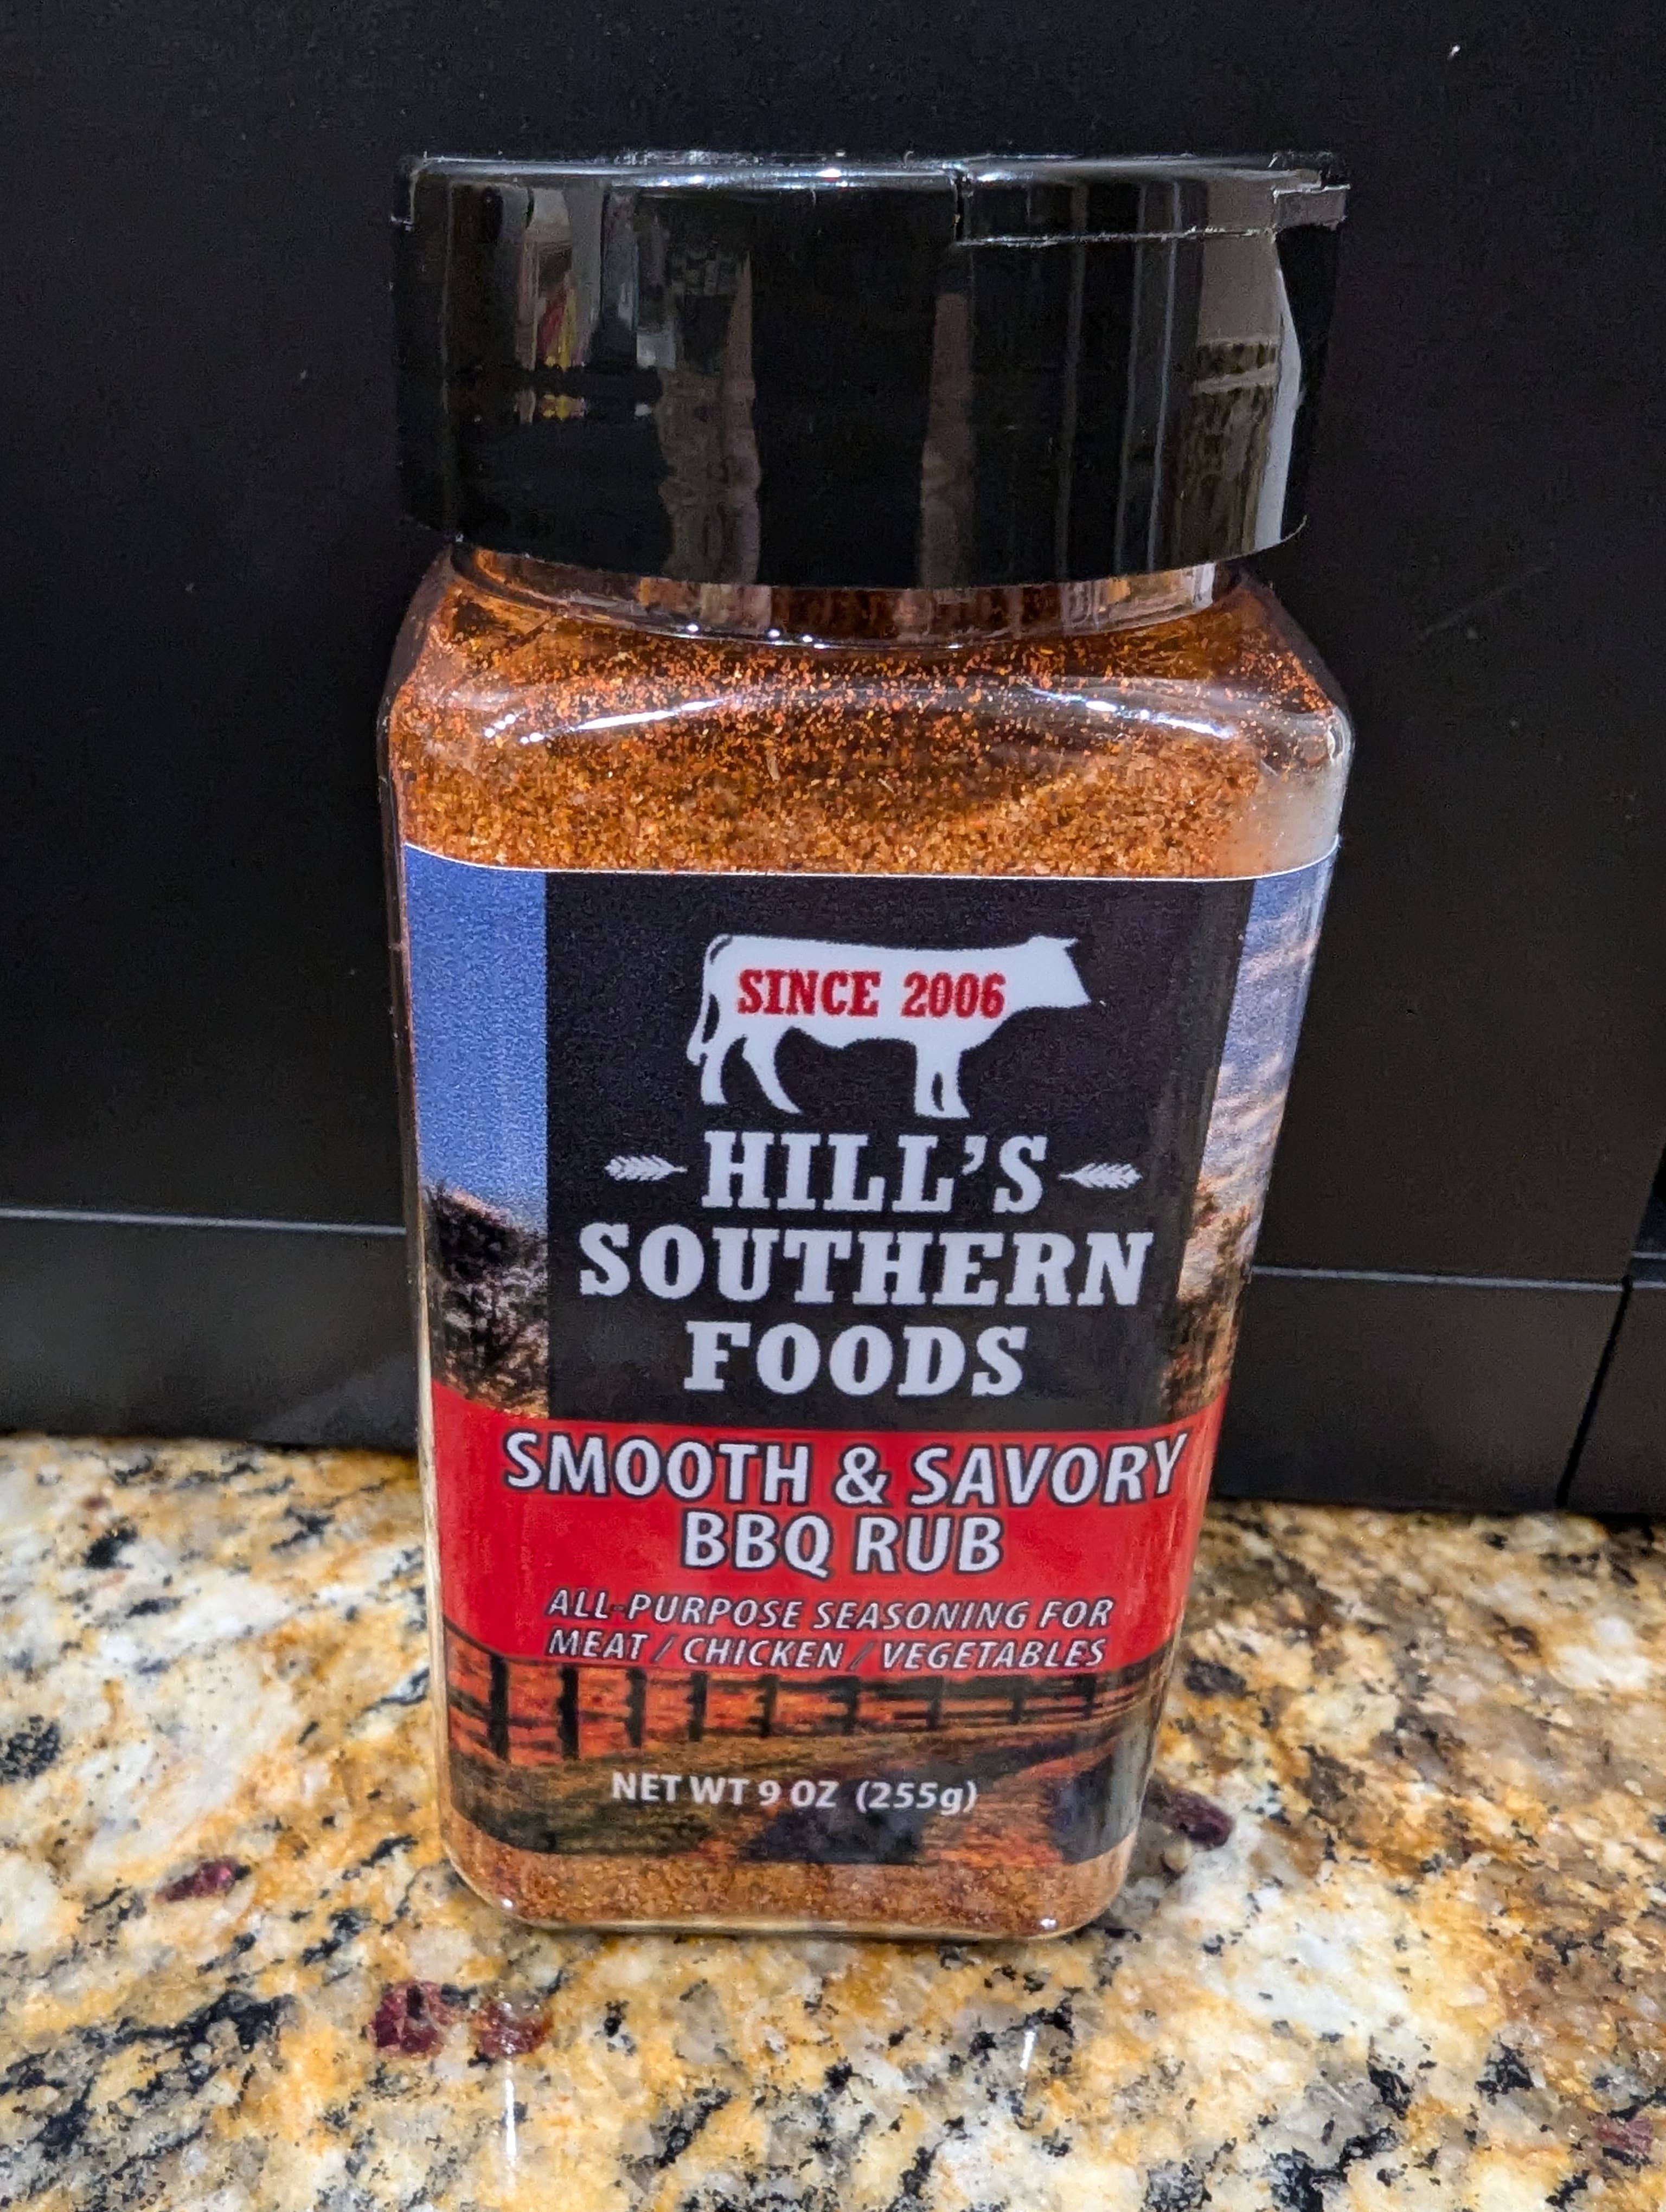 SINCE 2006
HILL'S
SOUTHERN
FOODS
SMOOTH & SAVORY
BBQ RUB
ALL-PURPOSE SEASONING FOR
MEAT / CHICKEN / VEGETABLES
NET WT 9 OZ (255g)